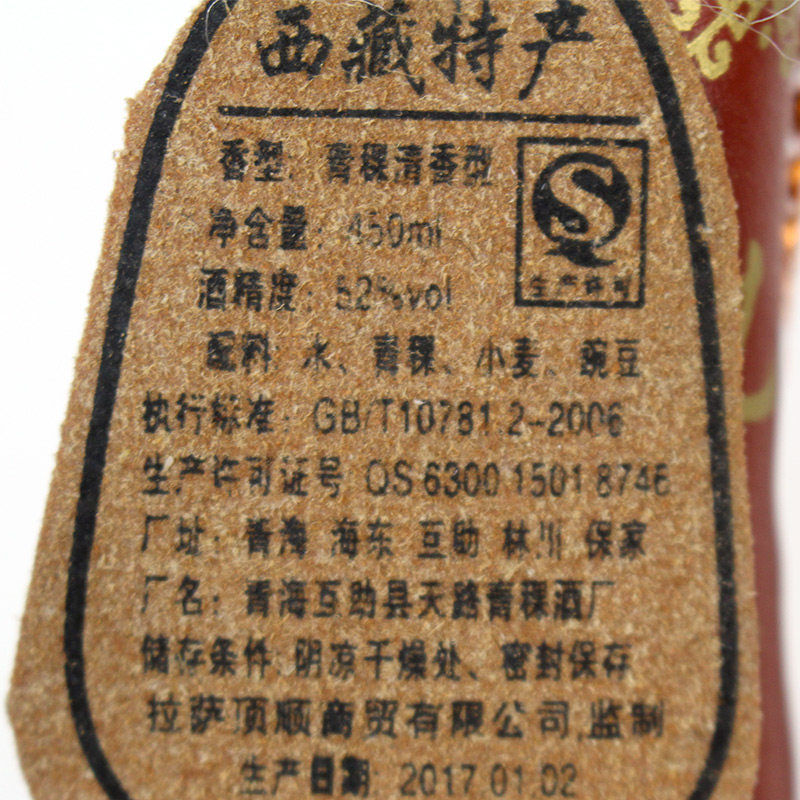 西藏特产
香型: 青稞清香型
净含量: 450ml
酒精度: 52%vol
生产许可
配料: 水、青稞、小麦、豌豆
执行标准: GB/T10781.2-2006
生产许可证号 QS 6300 1501 8746
厂址: 青海 海东 互助 林川 保家
厂名: 青海互助县天路青稞酒厂
储存条件: 阴凉干燥处、密封保存
拉萨顶顺商贸有限公司 监制
生产日期: 2017 01 02